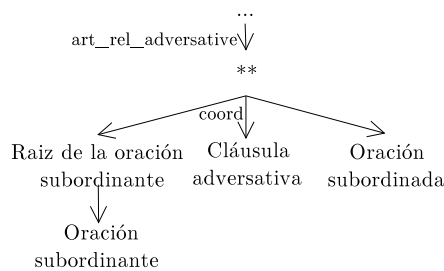 ...
art_rel_adversative
**
coord
Raiz de la oración Cláusula Oración
subordinante adversativa subordinada
Oración
subordinante